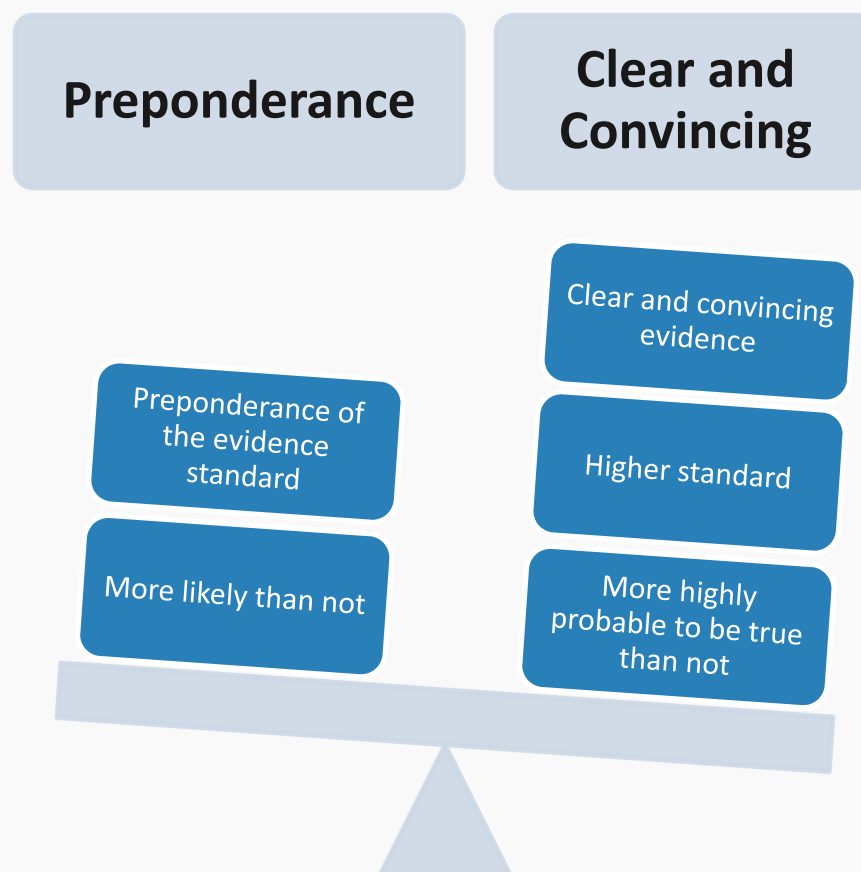 Preponderance
Clear and
Convincing
Preponderance of
the evidence
standard
More likely than not
Clear and convincing
evidence
Higher standard
More highly
probable to be true
than not